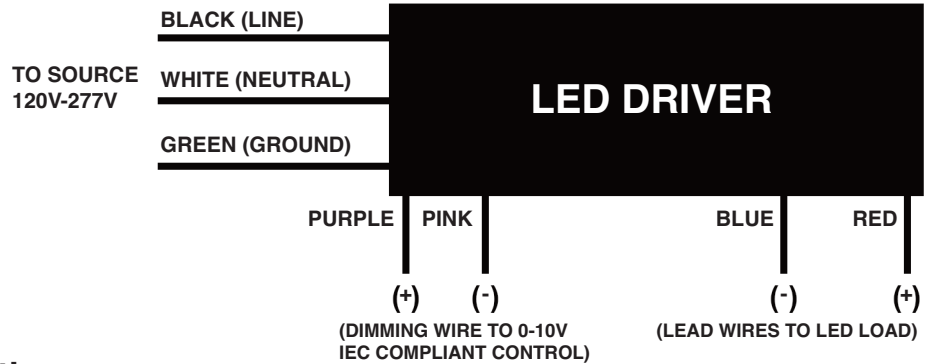 BLACK (LINE)
TO SOURCE
120V-277V
WHITE (NEUTRAL)
LED DRIVER
GREEN (GROUND)
PURPLE
PINK
BLUE
RED
(+)
(-)
(-)
(+)
(DIMMING WIRE TO 0-10V
IEC COMPLIANT CONTROL)
(LEAD WIRES TO LED LOAD)